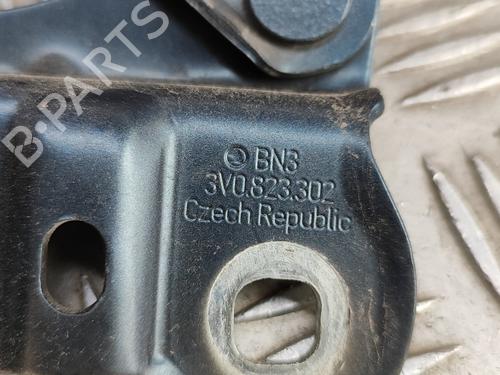 B-PARTS
BN3
3V0.823.302
Czech Republic